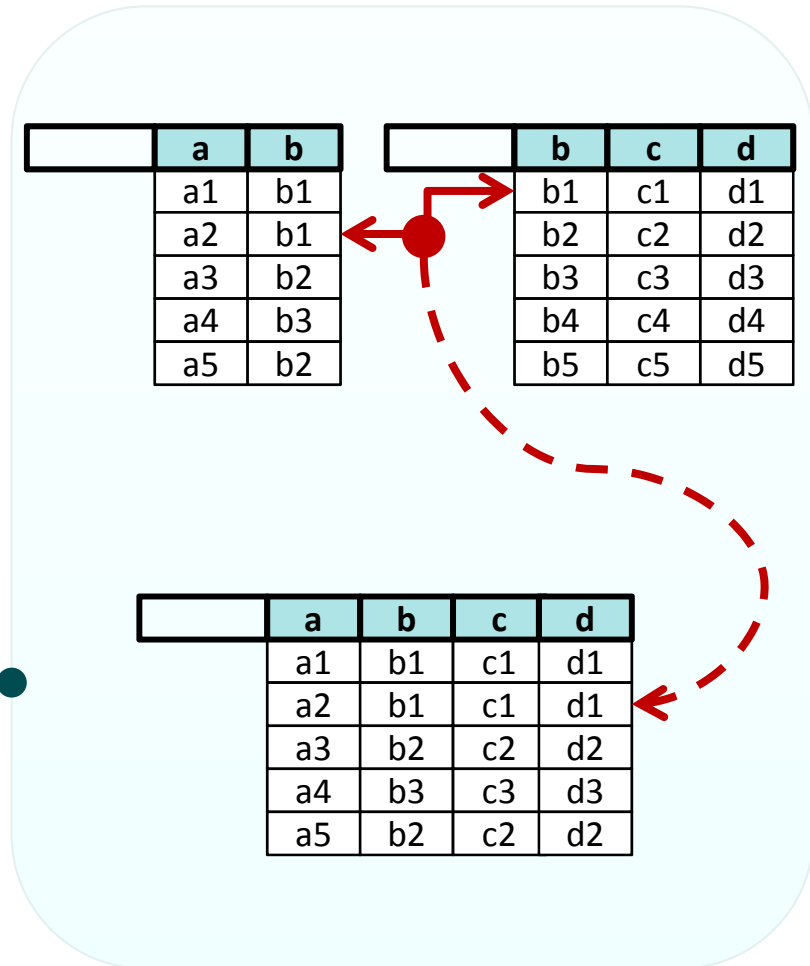 a b
a1 b1
a2 b1
a3 b2
a4 b3
a5 b2
b c d
b1 c1 d1
b2 c2 d2
b3 c3 d3
b4 c4 d4
b5 c5 d5
a b c d
a1 b1 c1 d1
a2 b1 c1 d1
a3 b2 c2 d2
a4 b3 c3 d3
a5 b2 c2 d2